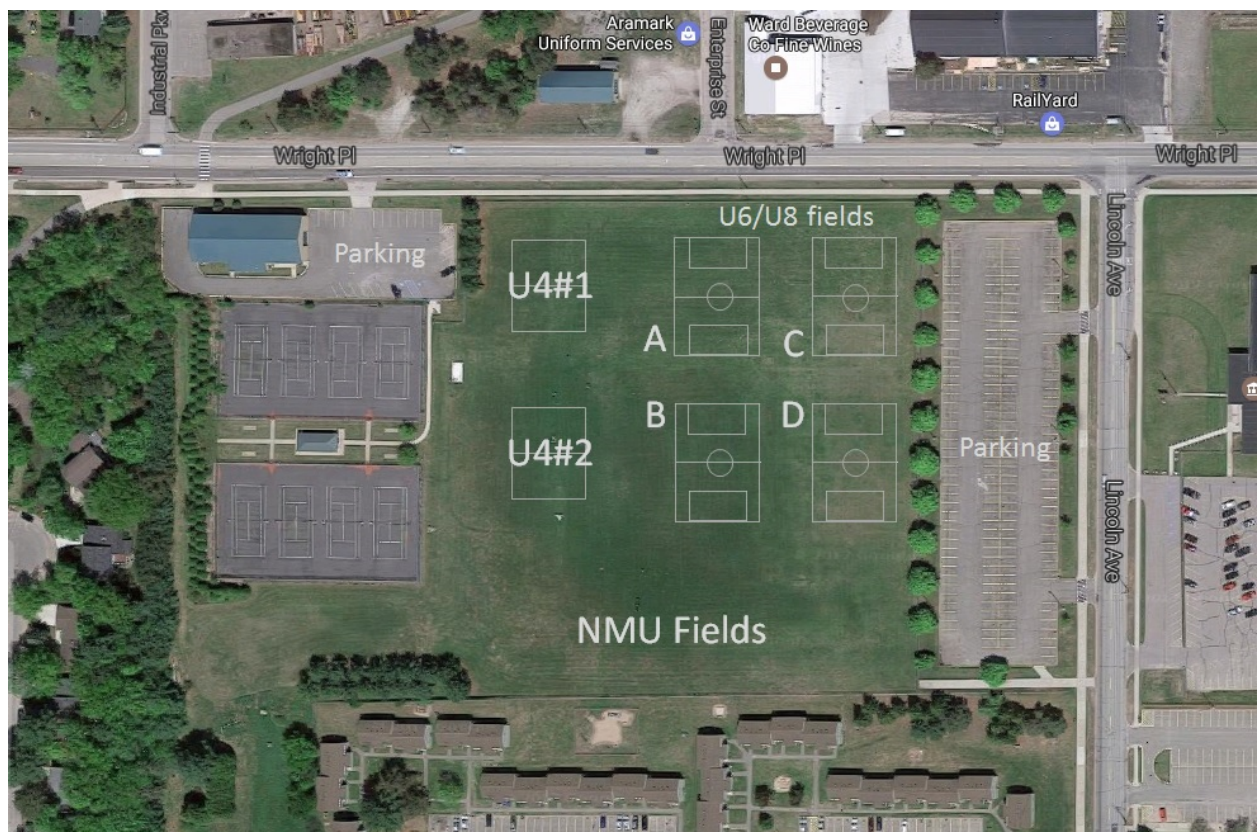 Industrial Pkwy
Aramark
Uniform Services
Enterprise St
Ward Beverage
Co Fine Wines
RailYard
Wright Pl
Wright Pl
Wright Pl
U6/U8 fields
Parking
U4#1
Lincoln Ave
A
C
B
D
U4#2
Parking
Lincoln Ave
NMU Fields